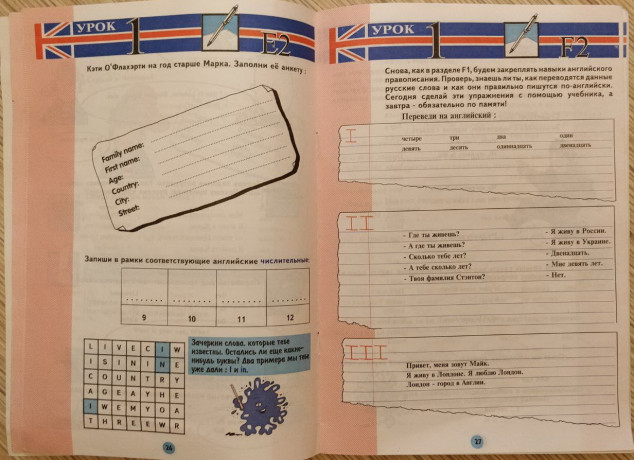 УРОК 1
E2
Кэти О'Флахэрти на год старше Марка. Заполни её анкету :
Family name:
First name:
Age:
Country:
City:
Street:
Запиши в рамки соответствующие английские числительные:
9 10 11 12
L I V E C I W
I S I N I N E
C O U N T R Y
A G E A Y H E
I W E M Y O A
T H R E E W R
Зачеркни слова, которые тебе
известны. Остались ли еще какие-
нибудь буквы? Два примера мы тебе
уже дали : I и in.
26
УРОК 1
F2
Снова, как в разделе F1, будем закреплять навыки английского
правописания. Проверь, знаешь ли ты, как переводятся данные
русские слова и как они правильно пишутся по-английски.
Сегодня сделай эти упражнения с помощью учебника, а
завтра - обязательно по памяти!
Переведи на английский :
I
четыре три два один
девять десять одиннадцать двенадцать
II
- Где ты живешь? - Я живу в России.
- А где ты живешь? - Я живу в Украине.
- Сколько тебе лет? - Двенадцать.
- А тебе сколько лет? - Мне девять лет.
- Твоя фамилия Стэнтон? - Нет.
III
Привет, меня зовут Майк.
Я живу в Лондоне. Я люблю Лондон.
Лондон - город в Англии.
27